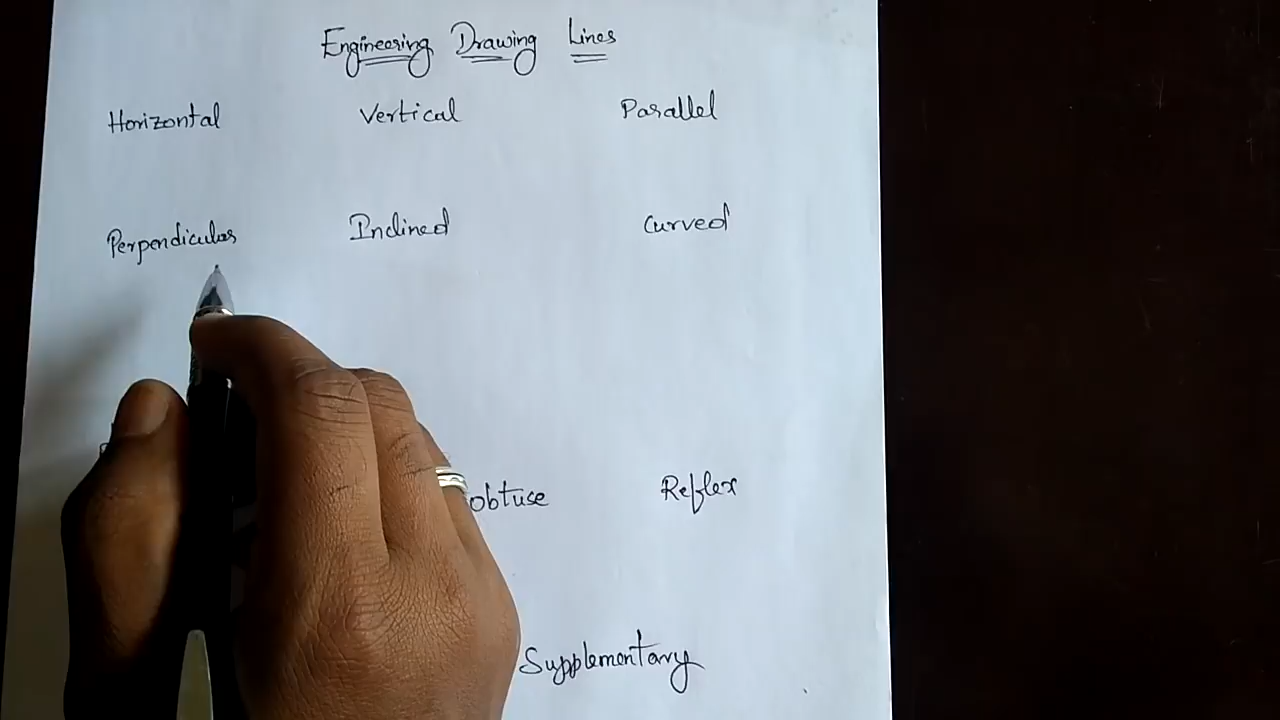 Engineering Drawing Lines
Horizontal Vertical Parallel
Perpendicular Inclined Curved
obtuse Reflex
Supplementary